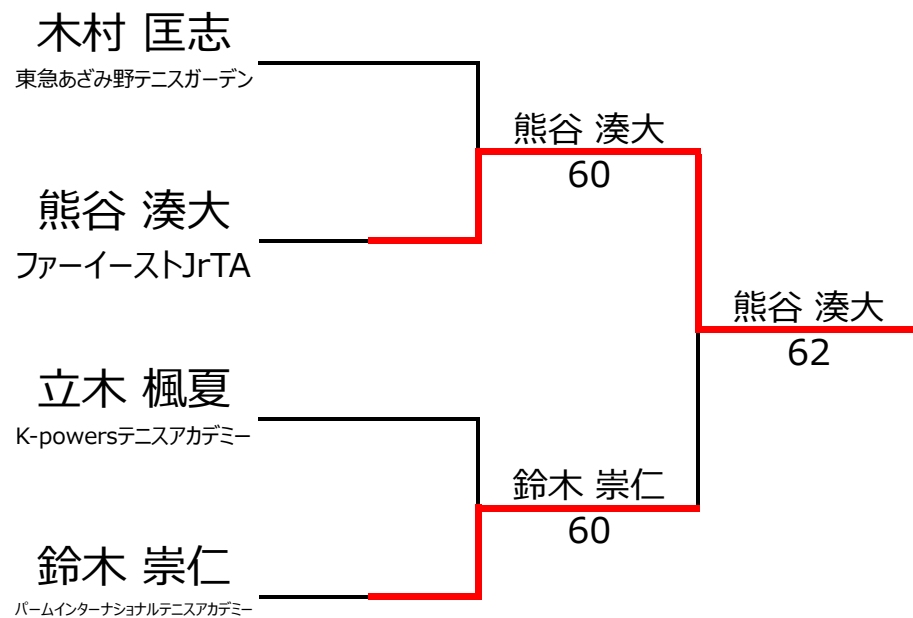 木村 匡志
東急あざみ野テニスガーデン
熊谷 湊大
ファーイーストJrTA
立木 楓夏
K-powersテニスアカデミー
鈴木 崇仁
パームインターナショナルテニスアカデミー
熊谷 湊大
60
鈴木 崇仁
60
熊谷 湊大
62